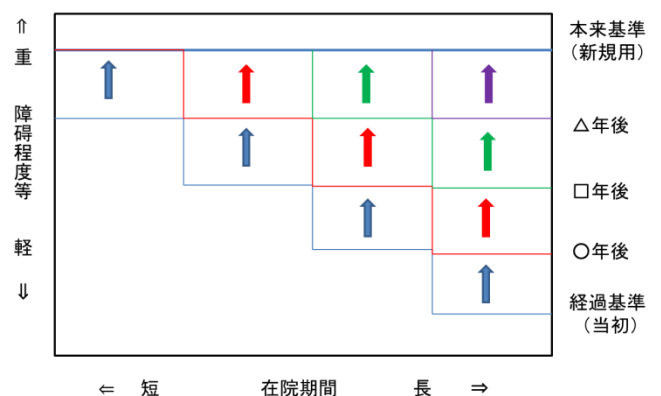 ⇑
重
障碍程度等
軽
⇓
本来基準
（新規用）
△年後
□年後
〇年後
経過基準
（当初）
⇐ 短 在院期間 長 ⇒